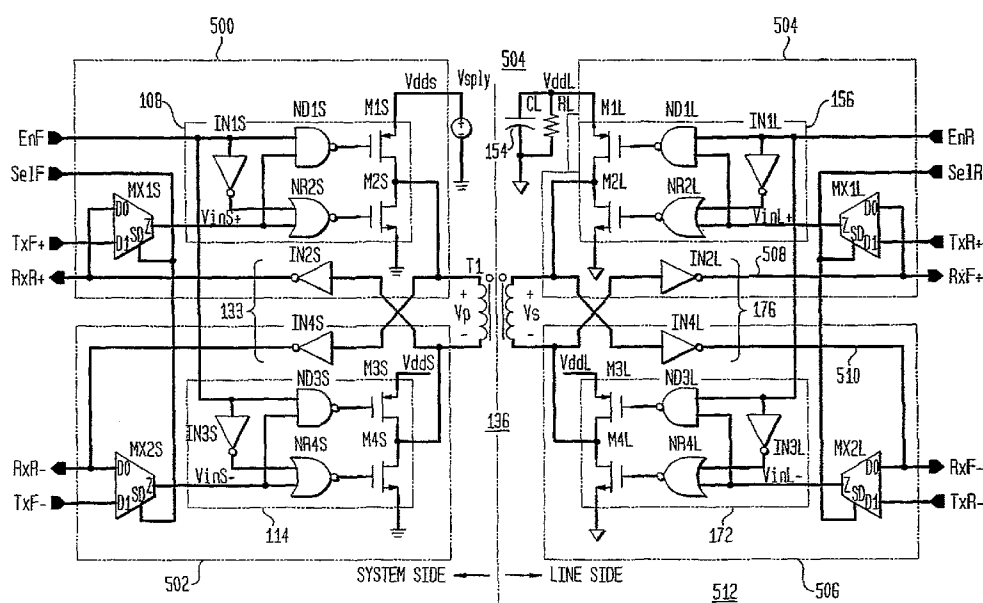 500
504
504
Vdds
Vsply
VddL
108
ND1S
M1S
M1L
CL
RL
ND1L
156
IN1S
IN1L
EnF
154
EnR
SelF
SelR
MX1S
M2S
NR2S
M2L
NR2L
MX1L
D0
Z
VinS+
VinL+
Z
D0
TxF+
D1
SD
SD
D1
TxR+
IN2S
T1
IN2L
508
RxR+
RxF+
133
+
Vp
-
+
Vs
-
176
IN4S
IN4L
ND3S
M3S
VddS
VddL
M3L
ND3L
510
136
IN3S
M4S
NR4S
M4L
NR4L
IN3L
MX2S
MX2L
RxR-
D0
Z
VinS-
VinL-
Z
D0
RxF-
TxF-
D1
SD
SD
D1
TxR-
114
172
SYSTEM SIDE
LINE SIDE
502
512
506